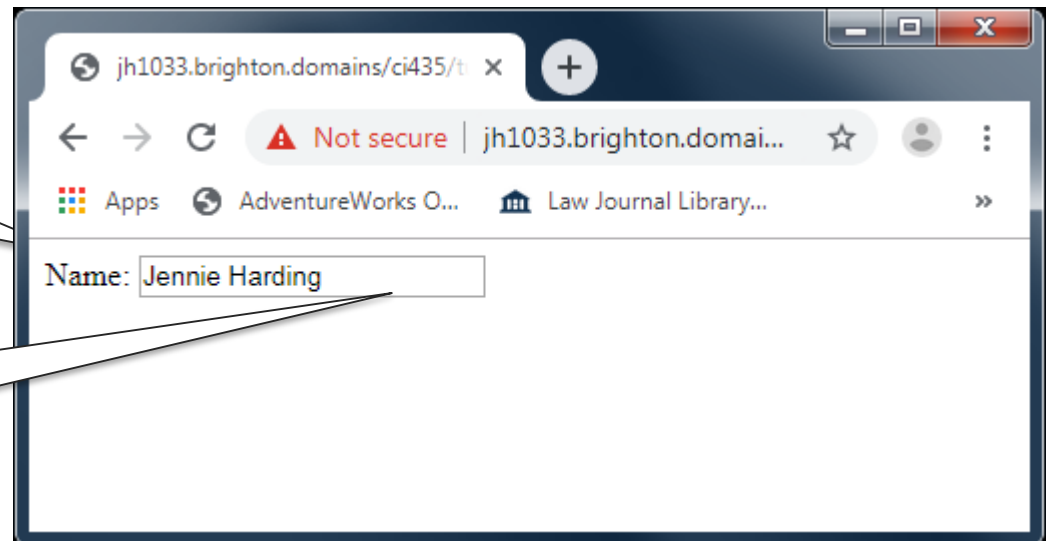 jh1033.brighton.domains/ci435/t
Not secure | jh1033.brighton.domai...
Apps AdventureWorks O... Law Journal Library... »
Name: Jennie Harding